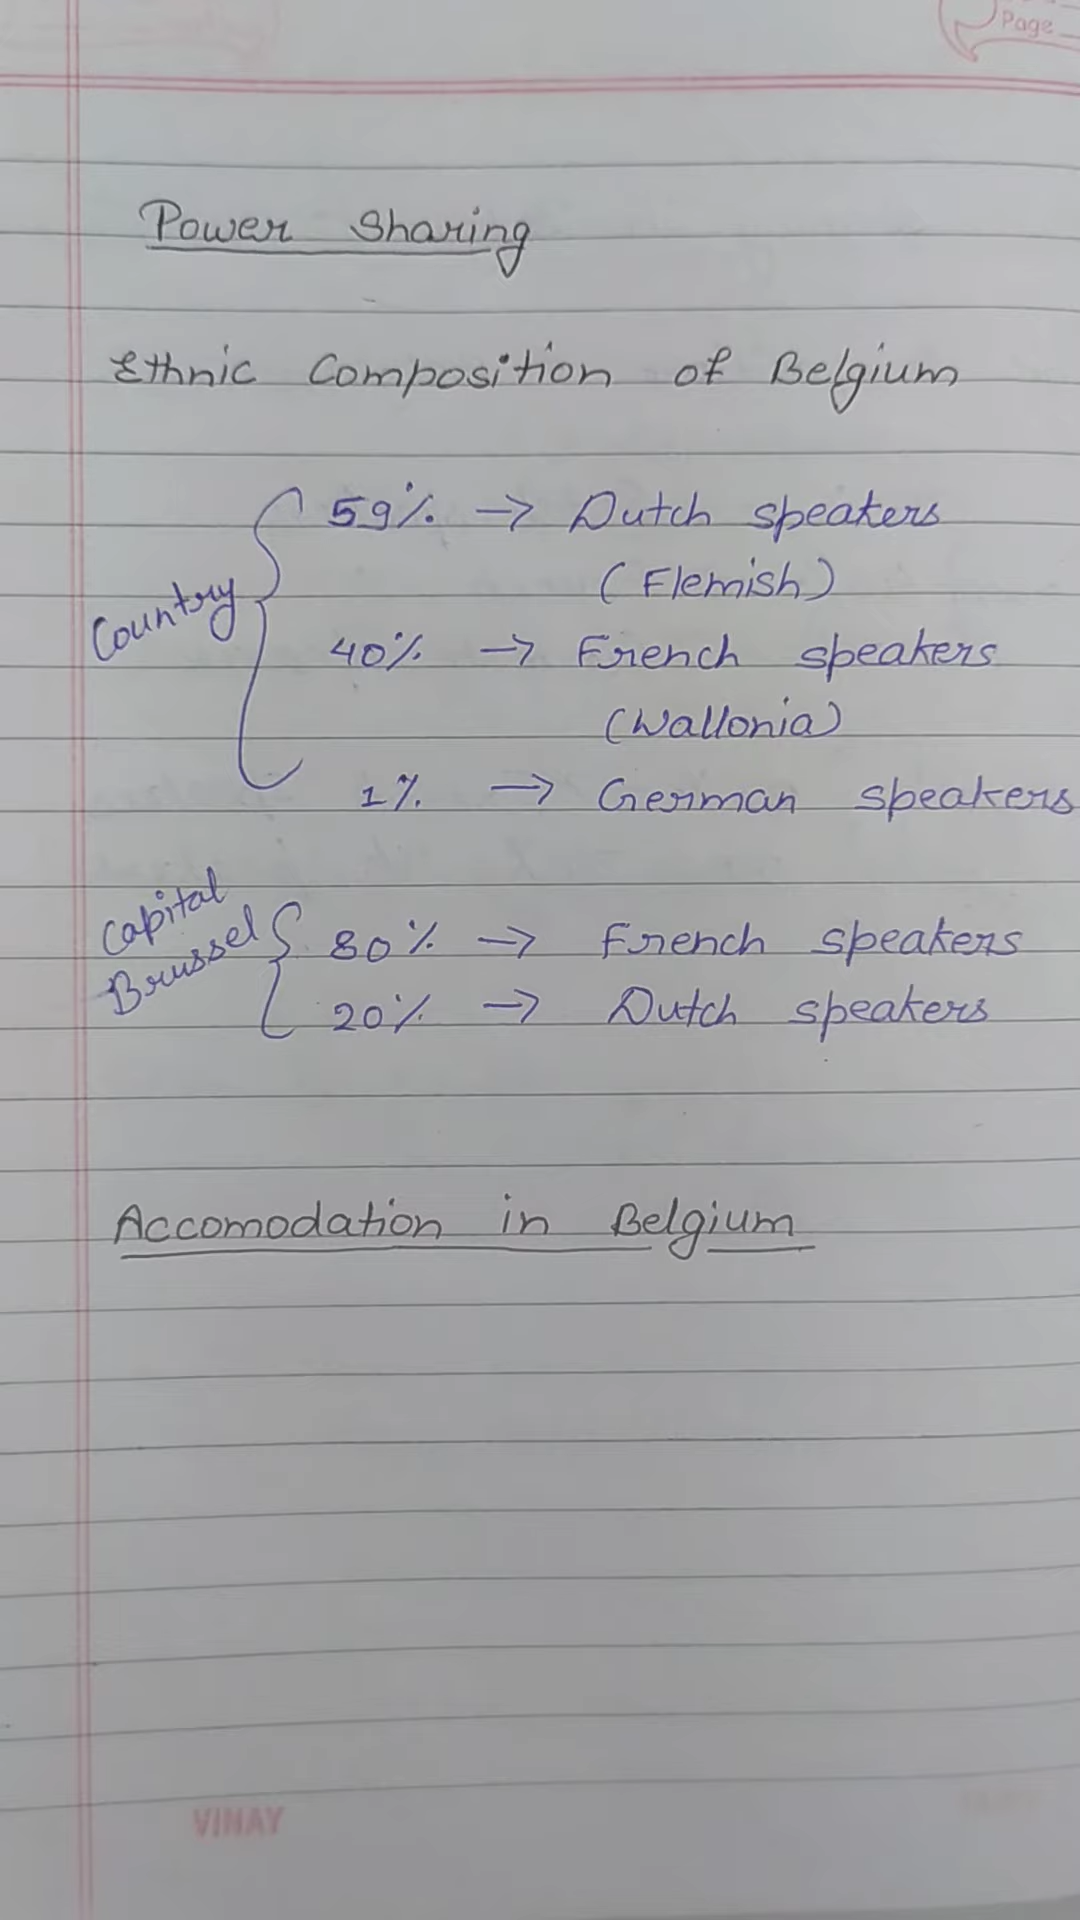 Page
Power Sharing
Ethnic Composition of Belgium
Country
59% → Dutch speakers
(Flemish)
40% → French speakers
(Wallonia)
1% → German speakers
Capital
Brussel
80% → French speakers
20% → Dutch speakers
Accomodation in Belgium
VINAY